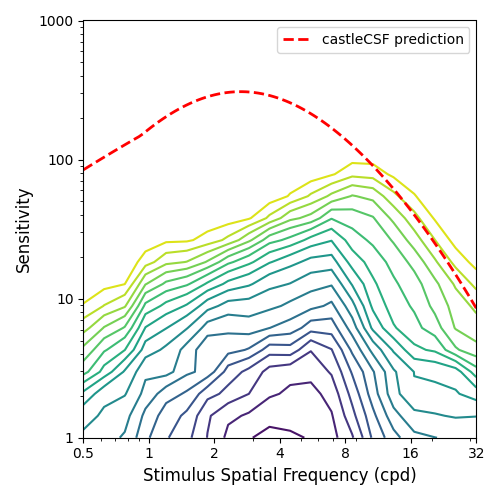 1000
castleCSF prediction
100
Sensitivity
10
1
0.5 1 2 4 8 16 32
Stimulus Spatial Frequency (cpd)